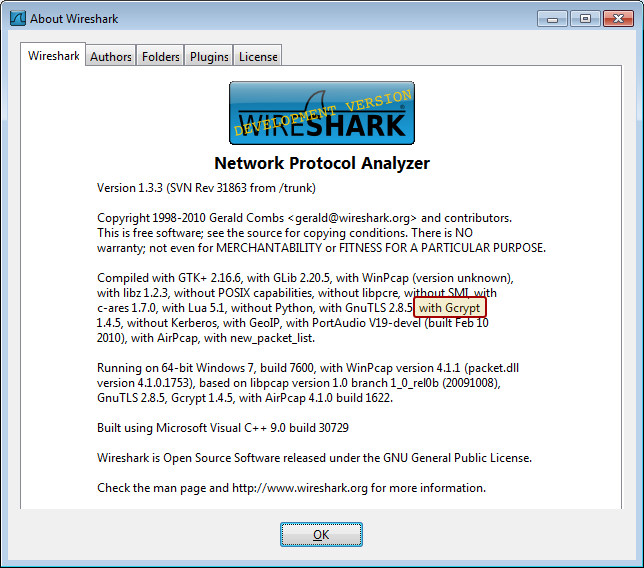 About Wireshark
Wireshark Authors Folders Plugins License
DEVELOPMENT VERSION
WIRESHARK
Network Protocol Analyzer
Version 1.3.3 (SVN Rev 31863 from /trunk)
Copyright 1998-2010 Gerald Combs <gerald@wireshark.org> and contributors.
This is free software; see the source for copying conditions. There is NO
warranty; not even for MERCHANTABILITY or FITNESS FOR A PARTICULAR PURPOSE.
Compiled with GTK+ 2.16.6, with GLib 2.20.5, with WinPcap (version unknown),
with libz 1.2.3, without POSIX capabilities, without libpcre, without SMI, with
c-ares 1.7.0, with Lua 5.1, without Python, with GnuTLS 2.8.5, with Gcrypt
1.4.5, without Kerberos, with GeoIP, with PortAudio V19-devel (built Feb 10
2010), with AirPcap, with new_packet_list.
Running on 64-bit Windows 7, build 7600, with WinPcap version 4.1.1 (packet.dll
version 4.1.0.1753), based on libpcap version 1.0 branch 1_0_rel0b (20091008),
GnuTLS 2.8.5, Gcrypt 1.4.5, with AirPcap 4.1.0 build 1622.
Built using Microsoft Visual C++ 9.0 build 30729
Wireshark is Open Source Software released under the GNU General Public License.
Check the man page and http://www.wireshark.org for more information.
OK